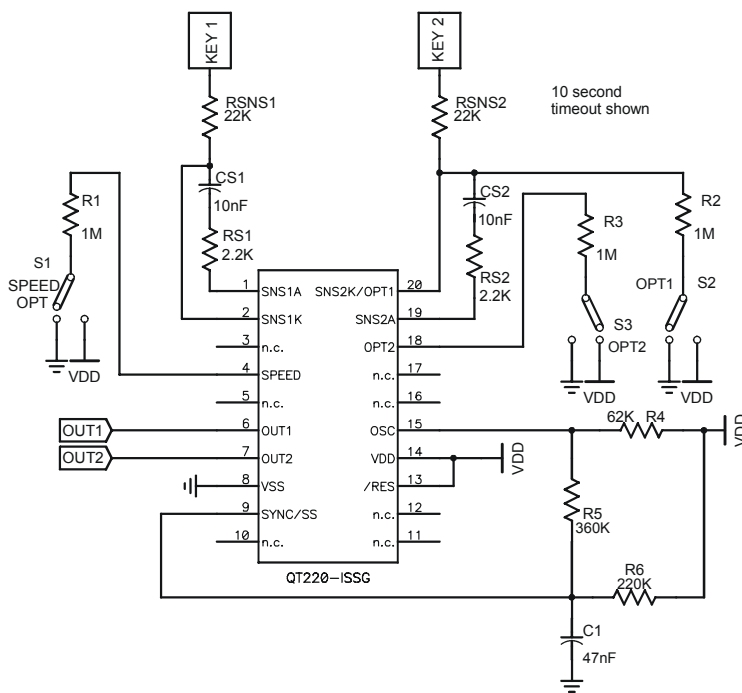 KEY 1
KEY 2
RSNS1
22K
RSNS2
22K
10 second
timeout shown
CS1
10nF
CS2
10nF
R1
1M
RS1
2.2K
RS2
2.2K
R3
1M
R2
1M
S1
SPEED
OPT
VDD
OPT1
S2
S3
OPT2
VDD
VDD
1 SNS1A SNS2K/OPT1 20
2 SNS1K SNS2A 19
3 n.c. OPT2 18
4 SPEED n.c. 17
5 n.c. n.c. 16
6 OUT1 OSC 15
7 OUT2 VDD 14
8 VSS /RES 13
9 SYNC/SS n.c. 12
10 n.c. n.c. 11
QT220-ISSG
OUT1
OUT2
VDD
62K R4
VDD
R5
360K
R6
220K
C1
47nF